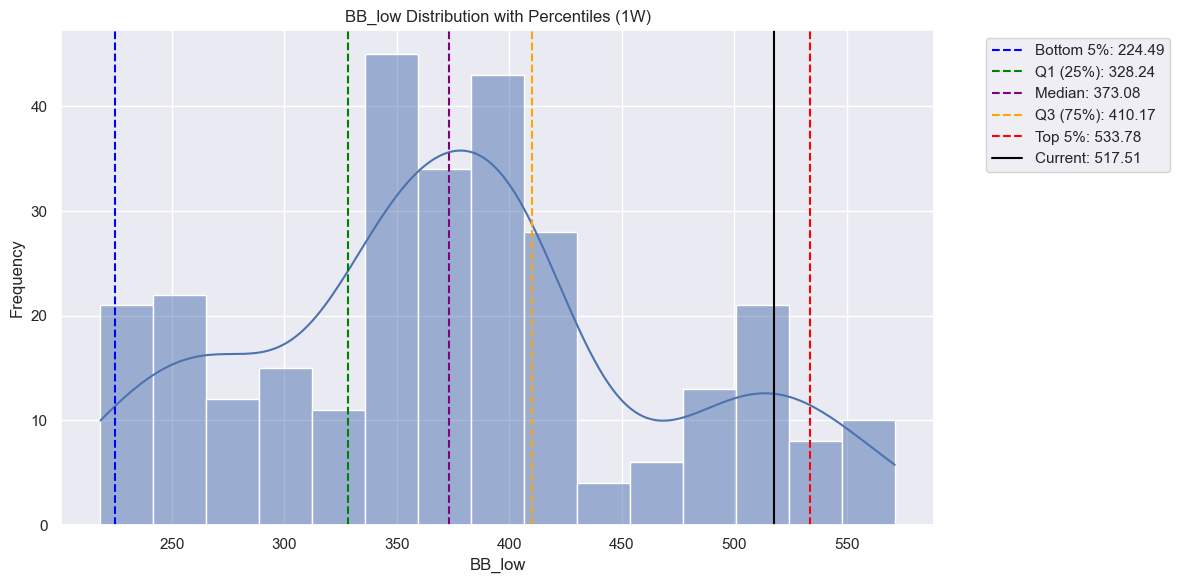 BB_low Distribution with Percentiles (1W)
Bottom 5%: 224.49
Q1 (25%): 328.24
Median: 373.08
Q3 (75%): 410.17
Top 5%: 533.78
Current: 517.51
Frequency
40
30
20
10
0
250 300 350 400 450 500 550
BB_low